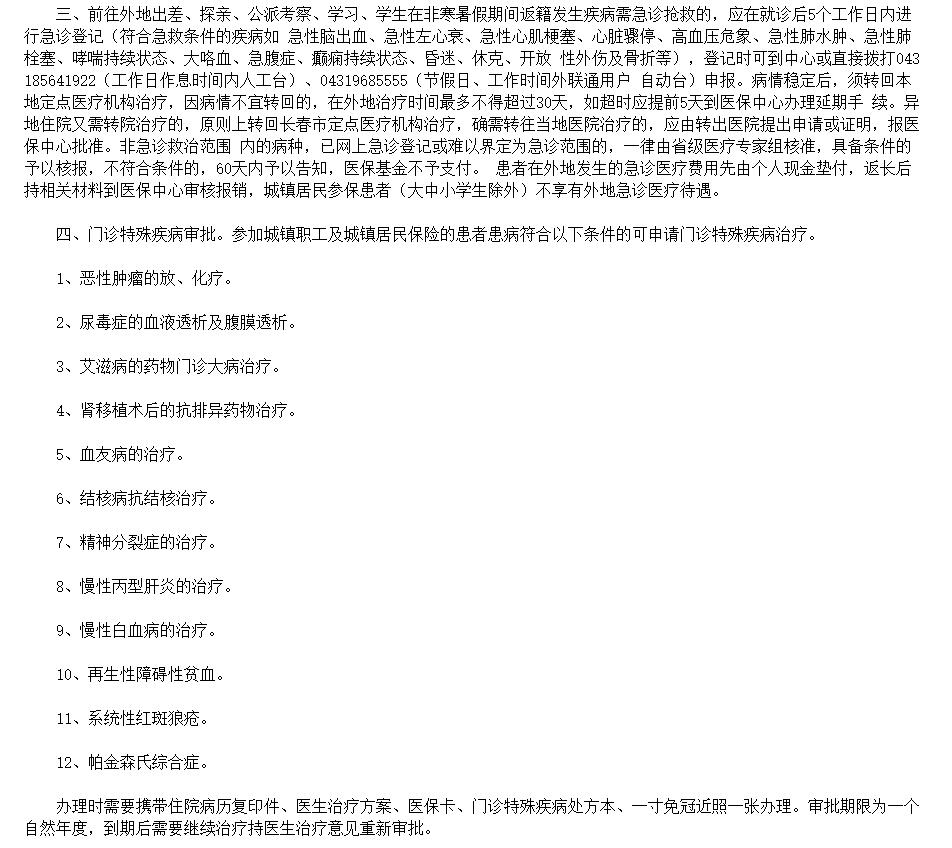 三、前往外地出差、探亲、公派考察、学习、学生在非寒暑假期间返籍发生疾病需急诊抢救的，应在就诊后5个工作日内进
行急诊登记（符合急救条件的疾病如 急性脑出血、急性左心衰、急性心肌梗塞、心脏骤停、高血压危象、急性肺水肿、急性肺
栓塞、哮喘持续状态、大咯血、急腹症、癫痫持续状态、昏迷、休克、开放 性外伤及骨折等），登记时可到中心或直接拨打043
185641922（工作日作息时间内人工台）、04319685555（节假日、工作时间外联通用户 自动台）申报。病情稳定后，须转回本
地定点医疗机构治疗，因病情不宜转回的，在外地治疗时间最多不得超过30天，如超时应提前5天到医保中心办理延期手 续。异
地住院又需转院治疗的，原则上转回长春市定点医疗机构治疗，确需转往当地医院治疗的，应由转出医院提出申请或证明，报医
保中心批准。非急诊救治范围 内的病种，已网上急诊登记或难以界定为急诊范围的，一律由省级医疗专家组核准，具备条件的
予以核报，不符合条件的，60天内予以告知，医保基金不予支付。 患者在外地发生的急诊医疗费用先由个人现金垫付，返长后
持相关材料到医保中心审核报销，城镇居民参保患者（大中小学生除外）不享有外地急诊医疗待遇。
四、门诊特殊疾病审批。参加城镇职工及城镇居民保险的患者患病符合以下条件的可申请门诊特殊疾病治疗。
1、恶性肿瘤的放、化疗。
2、尿毒症的血液透析及腹膜透析。
3、艾滋病的药物门诊大病治疗。
4、肾移植术后的抗排异药物治疗。
5、血友病的治疗。
6、结核病抗结核治疗。
7、精神分裂症的治疗。
8、慢性丙型肝炎的治疗。
9、慢性白血病的治疗。
10、再生性障碍性贫血。
11、系统性红斑狼疮。
12、帕金森氏综合症。
办理时需要携带住院病历复印件、医生治疗方案、医保卡、门诊特殊疾病处方本、一寸免冠近照一张办理。审批期限为一个
自然年度，到期后需要继续治疗持医生治疗意见重新审批。